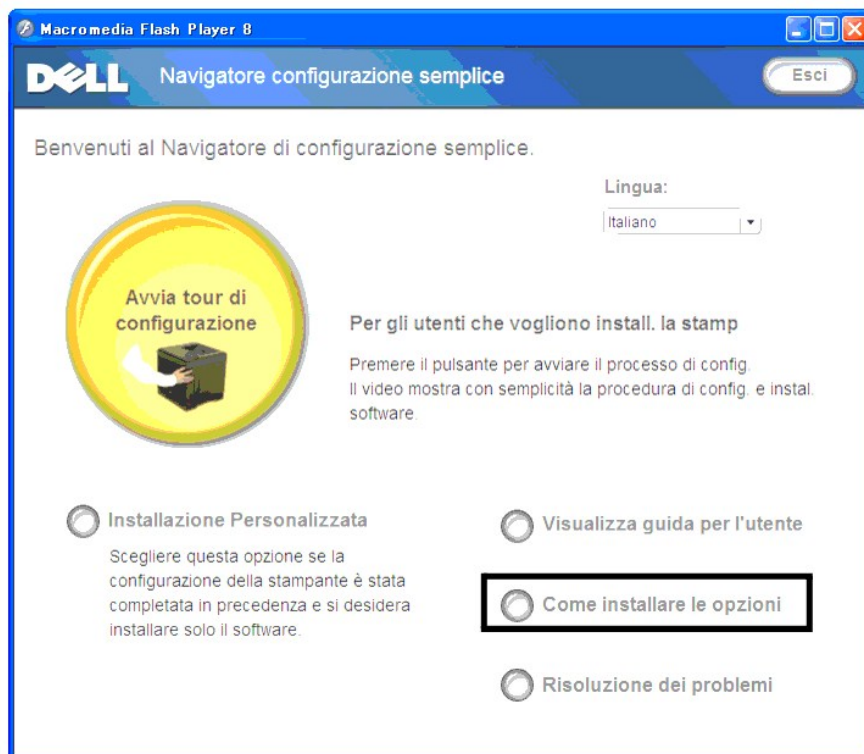 Macromedia Flash Player 8
DELL
Navigatore configurazione semplice
Esci
Benvenuti al Navigatore di configurazione semplice.
Lingua:
Italiano
Avvia tour di
configurazione
Per gli utenti che vogliono install. la stamp
Premere il pulsante per avviare il processo di config.
Il video mostra con semplicità la procedura di config. e instal.
software.
Installazione Personalizzata
Scegliere questa opzione se la
configurazione della stampante è stata
completata in precedenza e si desidera
installare solo il software.
Visualizza guida per l'utente
Come installare le opzioni
Risoluzione dei problemi